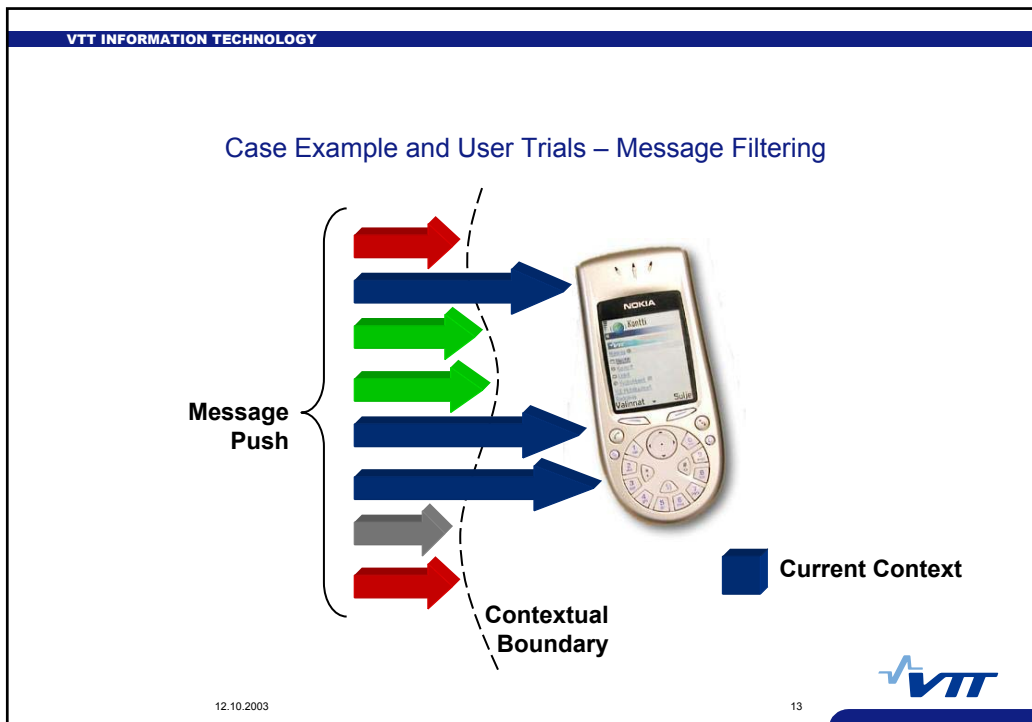 VTT INFORMATION TECHNOLOGY
Case Example and User Trials – Message Filtering
Message
Push
NOKIA
Xantti
Valinnat
Sulje
Current Context
Contextual
Boundary
12.10.2003
13
VTT